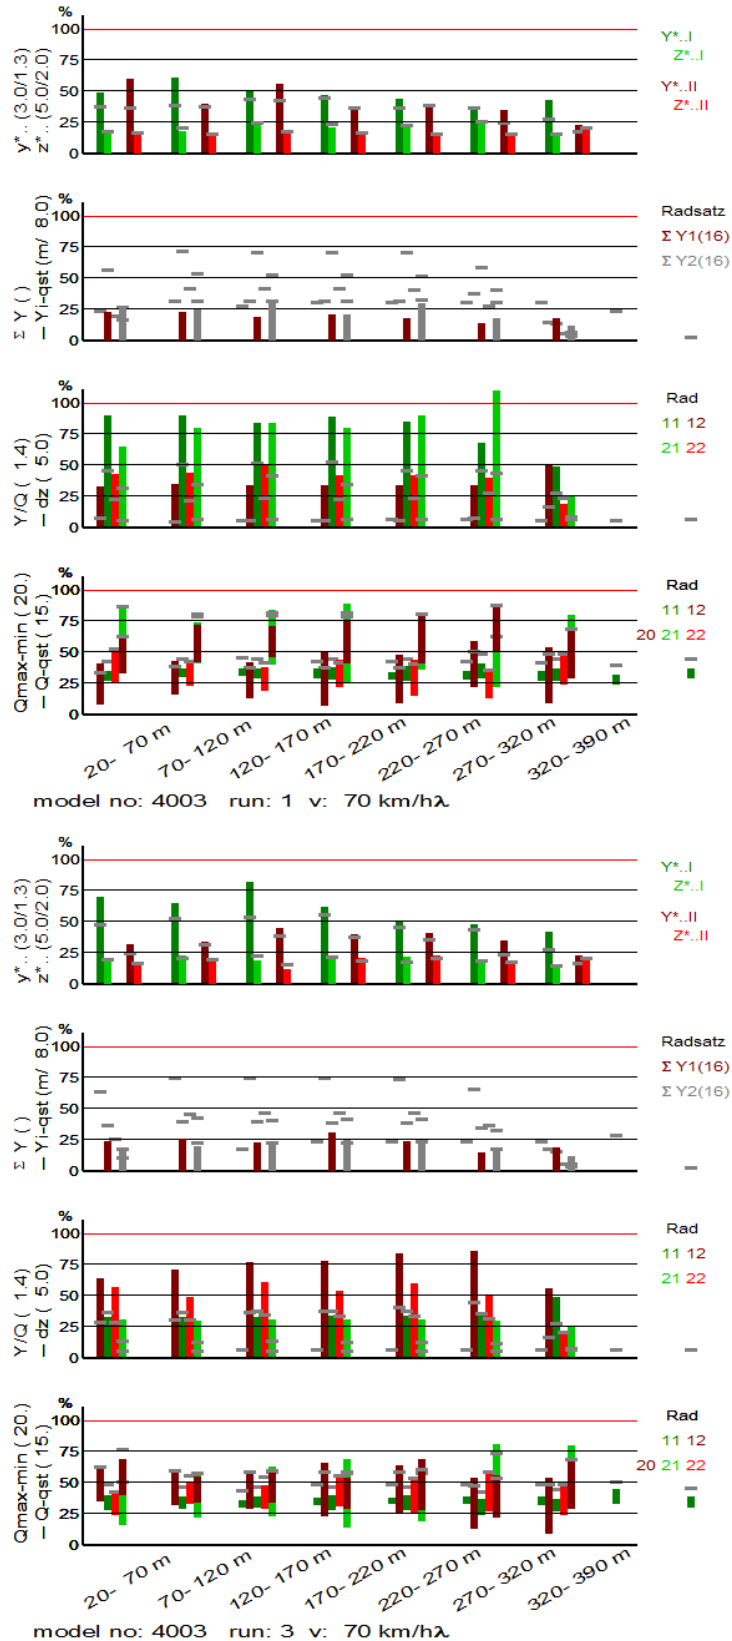 %
100
75
50
25
0
y*.. (3.0/1.3)
z*.. (5.0/2.0)
Y*..I
Z*..I
Y*..II
Z*..II
%
100
75
50
25
0
Σ Y ( )
– Yi-qst (m/ 8.0)
Radsatz
Σ Y1(16)
Σ Y2(16)
%
100
75
50
25
0
Y/Q ( 1.4)
– dz ( 5.0)
Rad
11 12
21 22
%
100
75
50
25
0
Qmax-min ( 20.)
– Q-qst ( 15.)
Rad
11 12
20 21 22
20- 70 m
70- 120 m
120- 170 m
170- 220 m
220- 270 m
270- 320 m
320- 390 m
model no: 4003 run: 1 v: 70 km/hλ
%
100
75
50
25
0
y*.. (3.0/1.3)
z*.. (5.0/2.0)
Y*..I
Z*..I
Y*..II
Z*..II
%
100
75
50
25
0
Σ Y ( )
– Yi-qst (m/ 8.0)
Radsatz
Σ Y1(16)
Σ Y2(16)
%
100
75
50
25
0
Y/Q ( 1.4)
– dz ( 5.0)
Rad
11 12
21 22
%
100
75
50
25
0
Qmax-min ( 20.)
– Q-qst ( 15.)
Rad
11 12
20 21 22
20- 70 m
70- 120 m
120- 170 m
170- 220 m
220- 270 m
270- 320 m
320- 390 m
model no: 4003 run: 3 v: 70 km/hλ